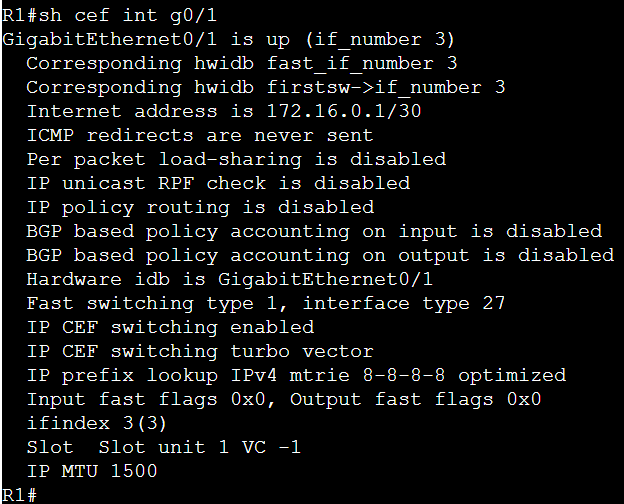 R1#sh cef int g0/1
GigabitEthernet0/1 is up (if_number 3)
  Corresponding hwidb fast_if_number 3
  Corresponding hwidb firstsw->if_number 3
  Internet address is 172.16.0.1/30
  ICMP redirects are never sent
  Per packet load-sharing is disabled
  IP unicast RPF check is disabled
  IP policy routing is disabled
  BGP based policy accounting on input is disabled
  BGP based policy accounting on output is disabled
  Hardware idb is GigabitEthernet0/1
  Fast switching type 1, interface type 27
  IP CEF switching enabled
  IP CEF switching turbo vector
  IP prefix lookup IPv4 mtrie 8-8-8-8 optimized
  Input fast flags 0x0, Output fast flags 0x0
  ifindex 3(3)
  Slot  Slot unit 1 VC -1
  IP MTU 1500
R1#